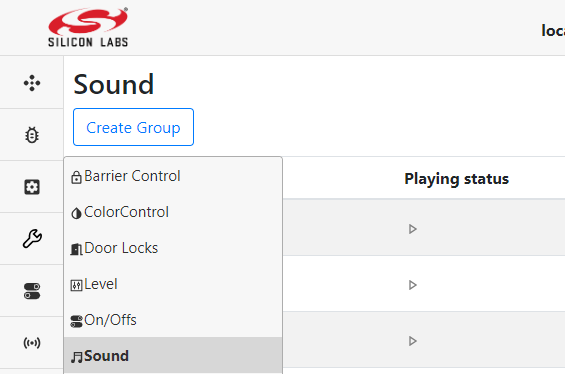 SILICON LABS
loca
Sound
Create Group
Barrier Control
Playing status
ColorControl
Door Locks
Level
On/Offs
Sound